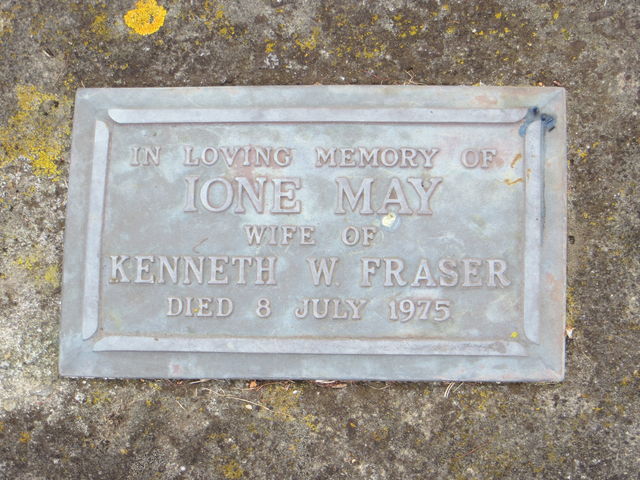 IN LOVING MEMORY OF
IONE MAY
WIFE OF
KENNETH W. FRASER
DIED 8 JULY 1975